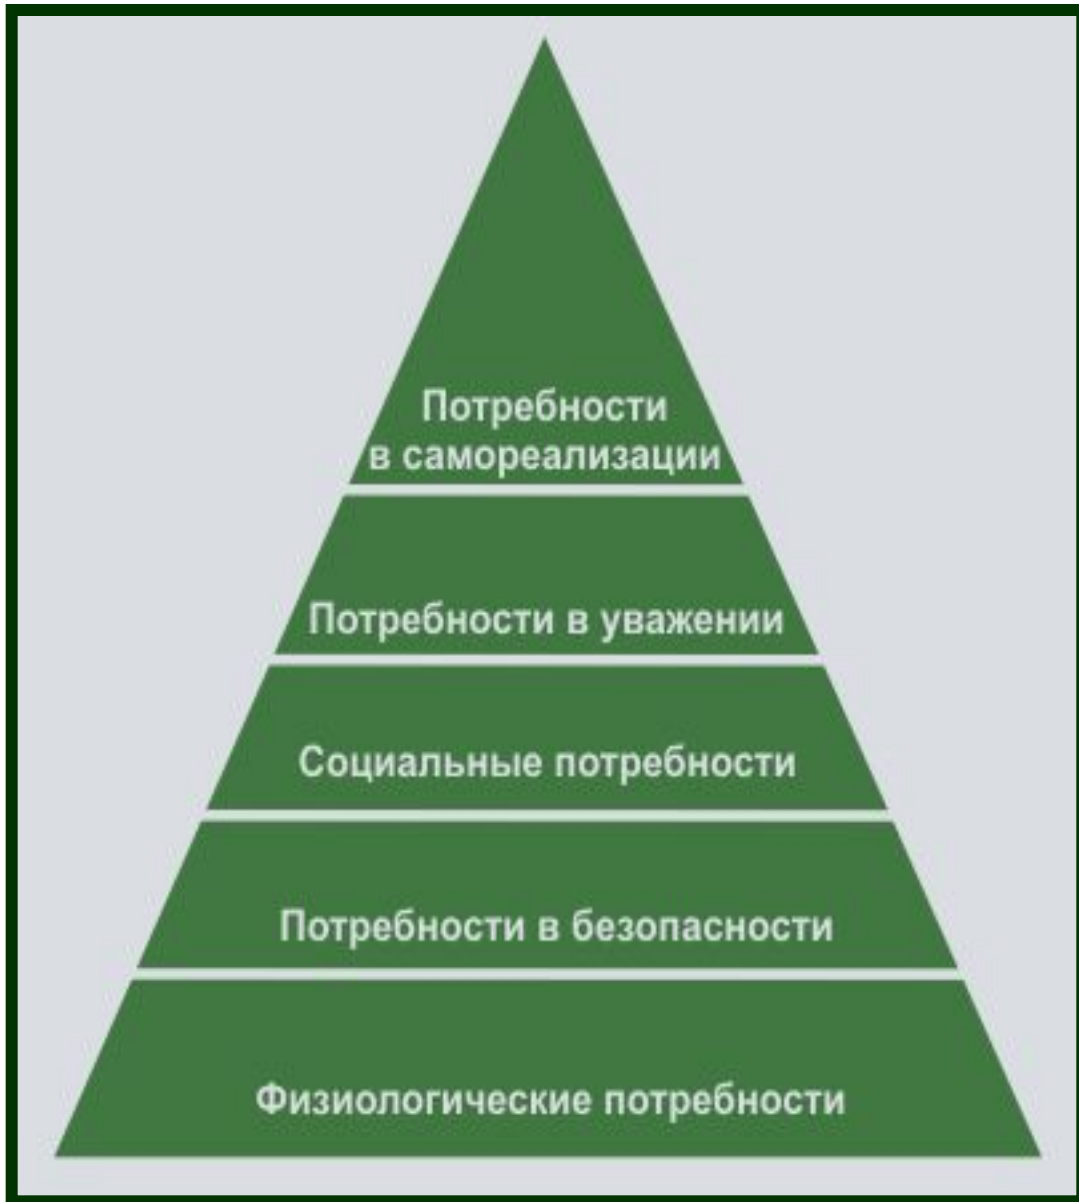 Потребности
в самореализации
Потребности в уважении
Социальные потребности
Потребности в безопасности
Физиологические потребности